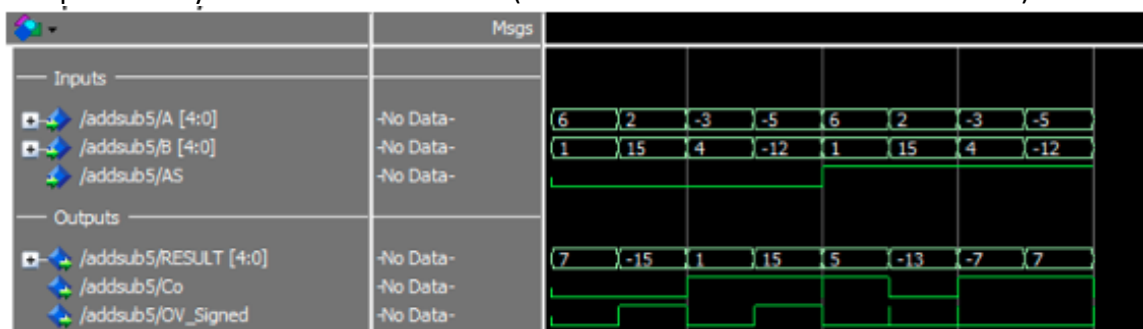 Msgs
Inputs
/addsub5/A [4:0] -No Data- 6 2 -3 -5 6 2 -3 -5
/addsub5/B [4:0] -No Data- 1 15 4 -12 1 15 4 -12
/addsub5/AS -No Data-
Outputs
/addsub5/RESULT [4:0] -No Data- 7 -15 1 15 5 -13 -7 7
/addsub5/Co -No Data-
/addsub5/OV_Signed -No Data-